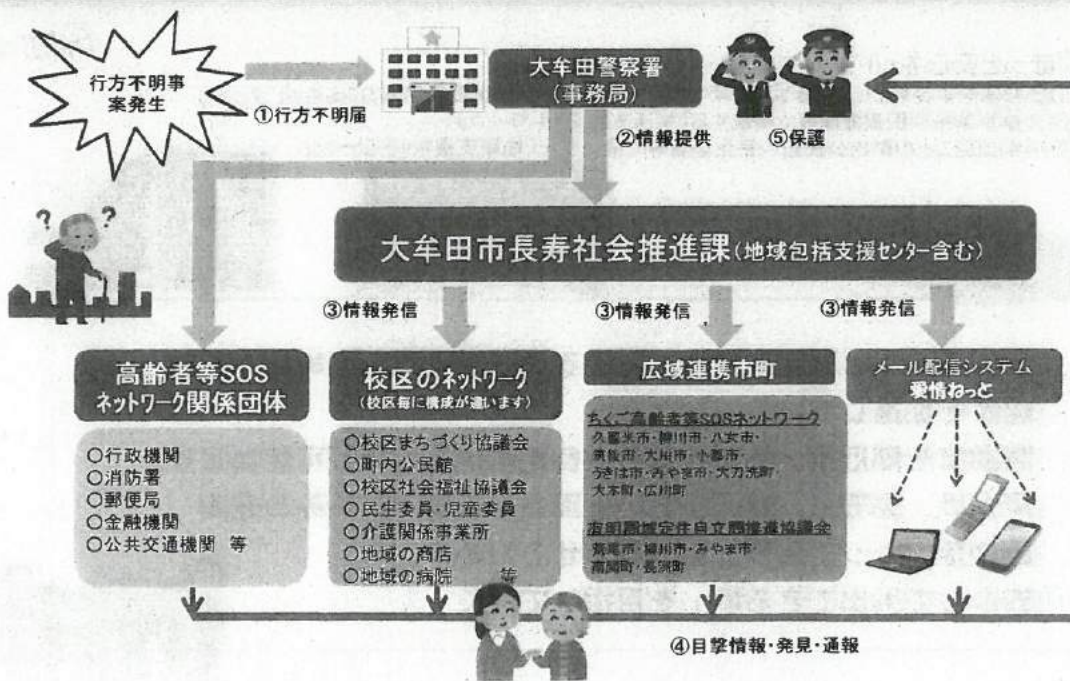 行方不明事
案発生
①行方不明届
大牟田警察署
(事務局)
②情報提供
⑤保護
大牟田市長寿社会推進課(地域包括支援センター含む)
③情報発信
③情報発信
③情報発信
高齢者等SOS
ネットワーク関係団体
○行政機関
○消防署
○郵便局
○金融機関
○公共交通機関 等
校区のネットワーク
(校区毎に構成が違います)
○校区まちづくり協議会
○町内公民館
○校区社会福祉協議会
○民生委員・児童委員
○介護関係事業所
○地域の商店
○地域の病院 等
広域連携市町
ちくご高齢者等SOSネットワーク
久留米市・柳川市・八女市・
筑後市・大川市・小郡市・
うきは市・みやま市・大刀洗町・
大木町・広川町
有明圏域定住自立圏推進協議会
荒尾市・柳川市・みやま市・
南関町・長洲町
メール配信システム
愛情ねっと
? ?
④目撃情報・発見・通報